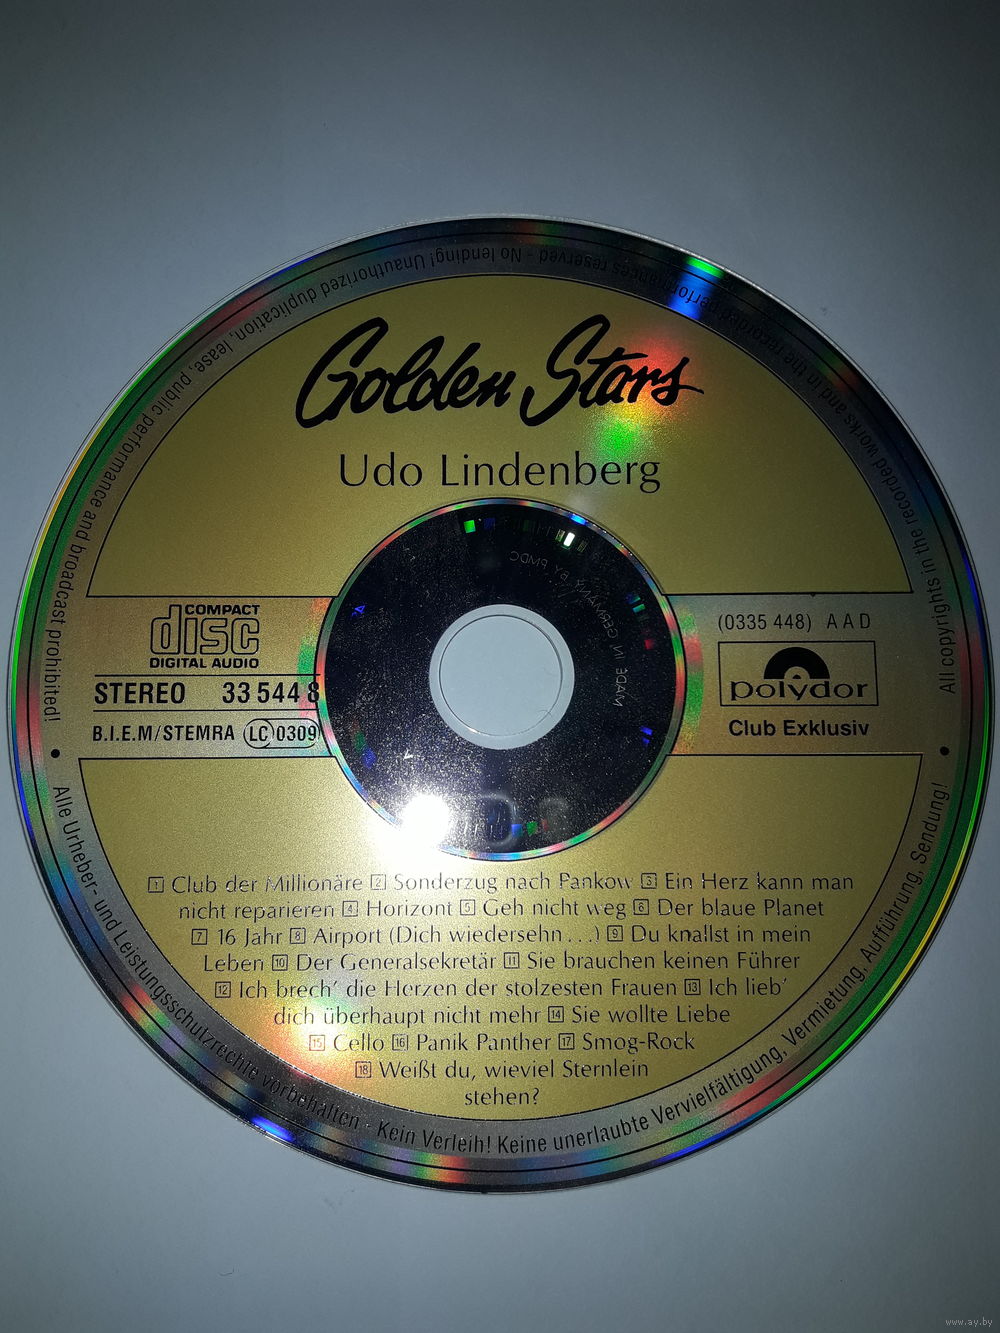 Golden Stars
Udo Lindenberg
COMPACT
disc
DIGITAL AUDIO
STEREO 33 544 8
B.I.E.M/STEMRA LC 0309
(0335 448) A A D
polydor
Club Exklusiv
MADE IN GERMANY BY PMDC
1 Club der Millionäre 2 Sonderzug nach Pankow 3 Ein Herz kann man
nicht reparieren 4 Horizont 5 Geh nicht weg 6 Der blaue Planet
7 16 Jahr 8 Airport (Dich wiedersehn . . .) 9 Du knallst in mein
Leben 10 Der Generalsekretär 11 Sie brauchen keinen Führer
12 Ich brech' die Herzen der stolzesten Frauen 13 Ich lieb'
dich überhaupt nicht mehr 14 Sie wollte Liebe
15 Cello 16 Panik Panther 17 Smog-Rock
18 Weißt du, wieviel Sternlein
stehen?
Alle Urheber- und Leistungsschutzrechte vorbehalten - Kein Verleih! Keine unerlaubte Vervielfältigung, Vermietung, Aufführung, Sendung!
All copyrights in the recorded works and in the recorded performances reserved - No lending! Unauthorized duplication, lease, public performance and broadcast prohibited!
www.ay.by